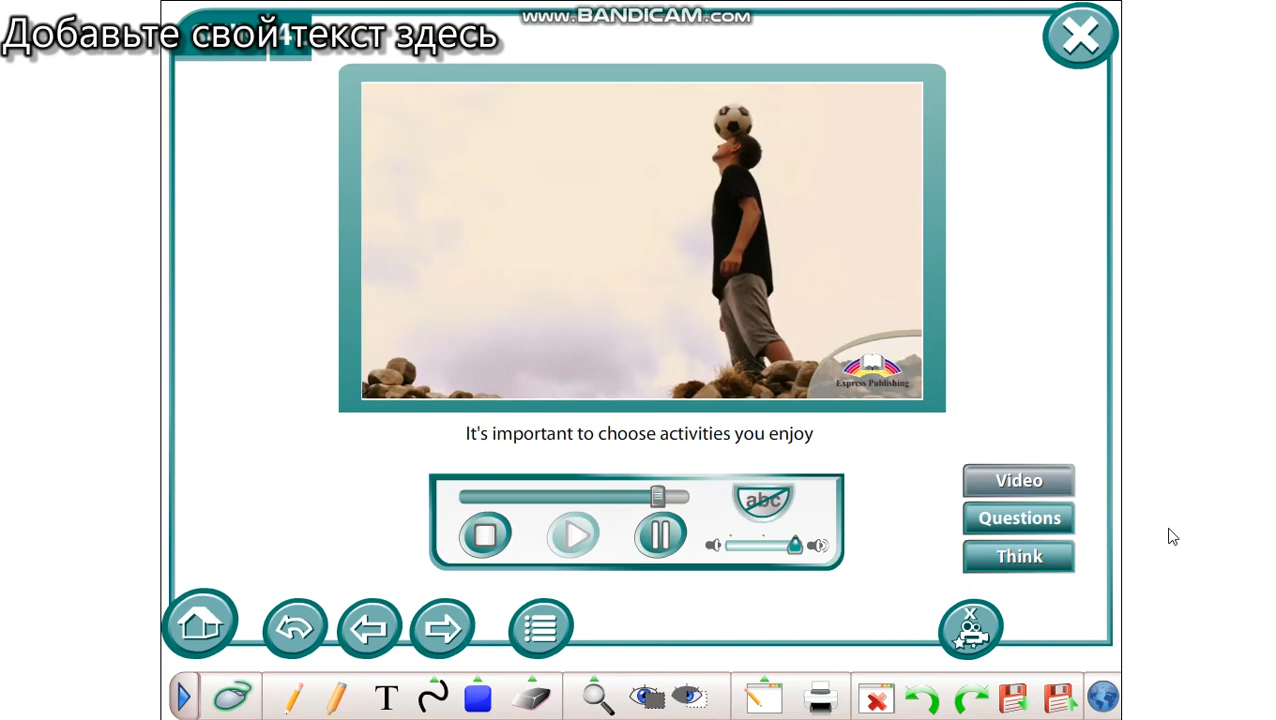 www.BANDICAM.com
Добавьте свой текст здесь
Express Publishing
It's important to choose activities you enjoy
abc
Video
Questions
Think
X
T